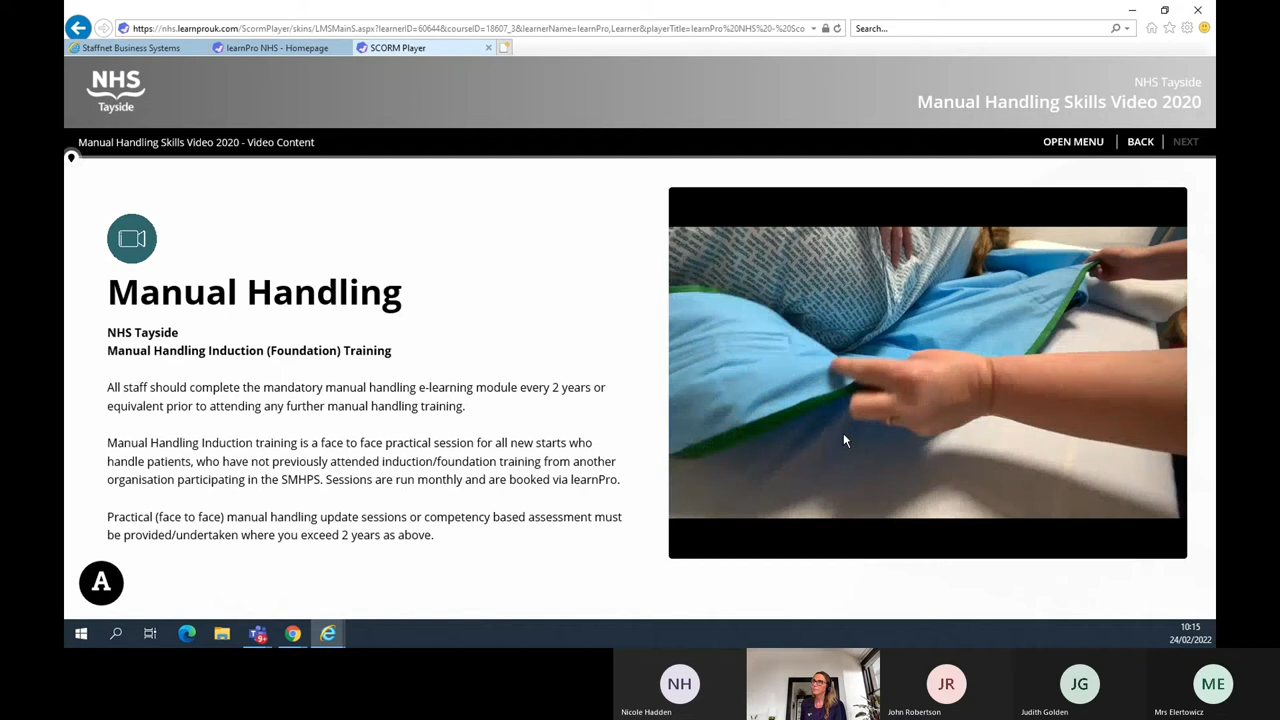 https://nhs.learnprouk.com/ScormPlayer/skins/LMSMainS.aspx?learnerID=60644&courseID=18607_3&learnerName=learnPro,Learner&playerTitle=learnPro%20NHS%20-%20Sco
Search...
Staffnet Business Systems
learnPro NHS - Homepage
SCORM Player
NHS
Tayside
NHS Tayside
Manual Handling Skills Video 2020
Manual Handling Skills Video 2020 - Video Content
OPEN MENU
BACK
NEXT
Manual Handling
NHS Tayside
Manual Handling Induction (Foundation) Training
All staff should complete the mandatory manual handling e-learning module every 2 years or
equivalent prior to attending any further manual handling training.
Manual Handling Induction training is a face to face practical session for all new starts who
handle patients, who have not previously attended induction/foundation training from another
organisation participating in the SMHPS. Sessions are run monthly and are booked via learnPro.
Practical (face to face) manual handling update sessions or competency based assessment must
be provided/undertaken where you exceed 2 years as above.
A
9+
10:15
24/02/2022
NH
Nicole Hadden
JR
John Robertson
JG
Judith Golden
ME
Mrs Elertowicz